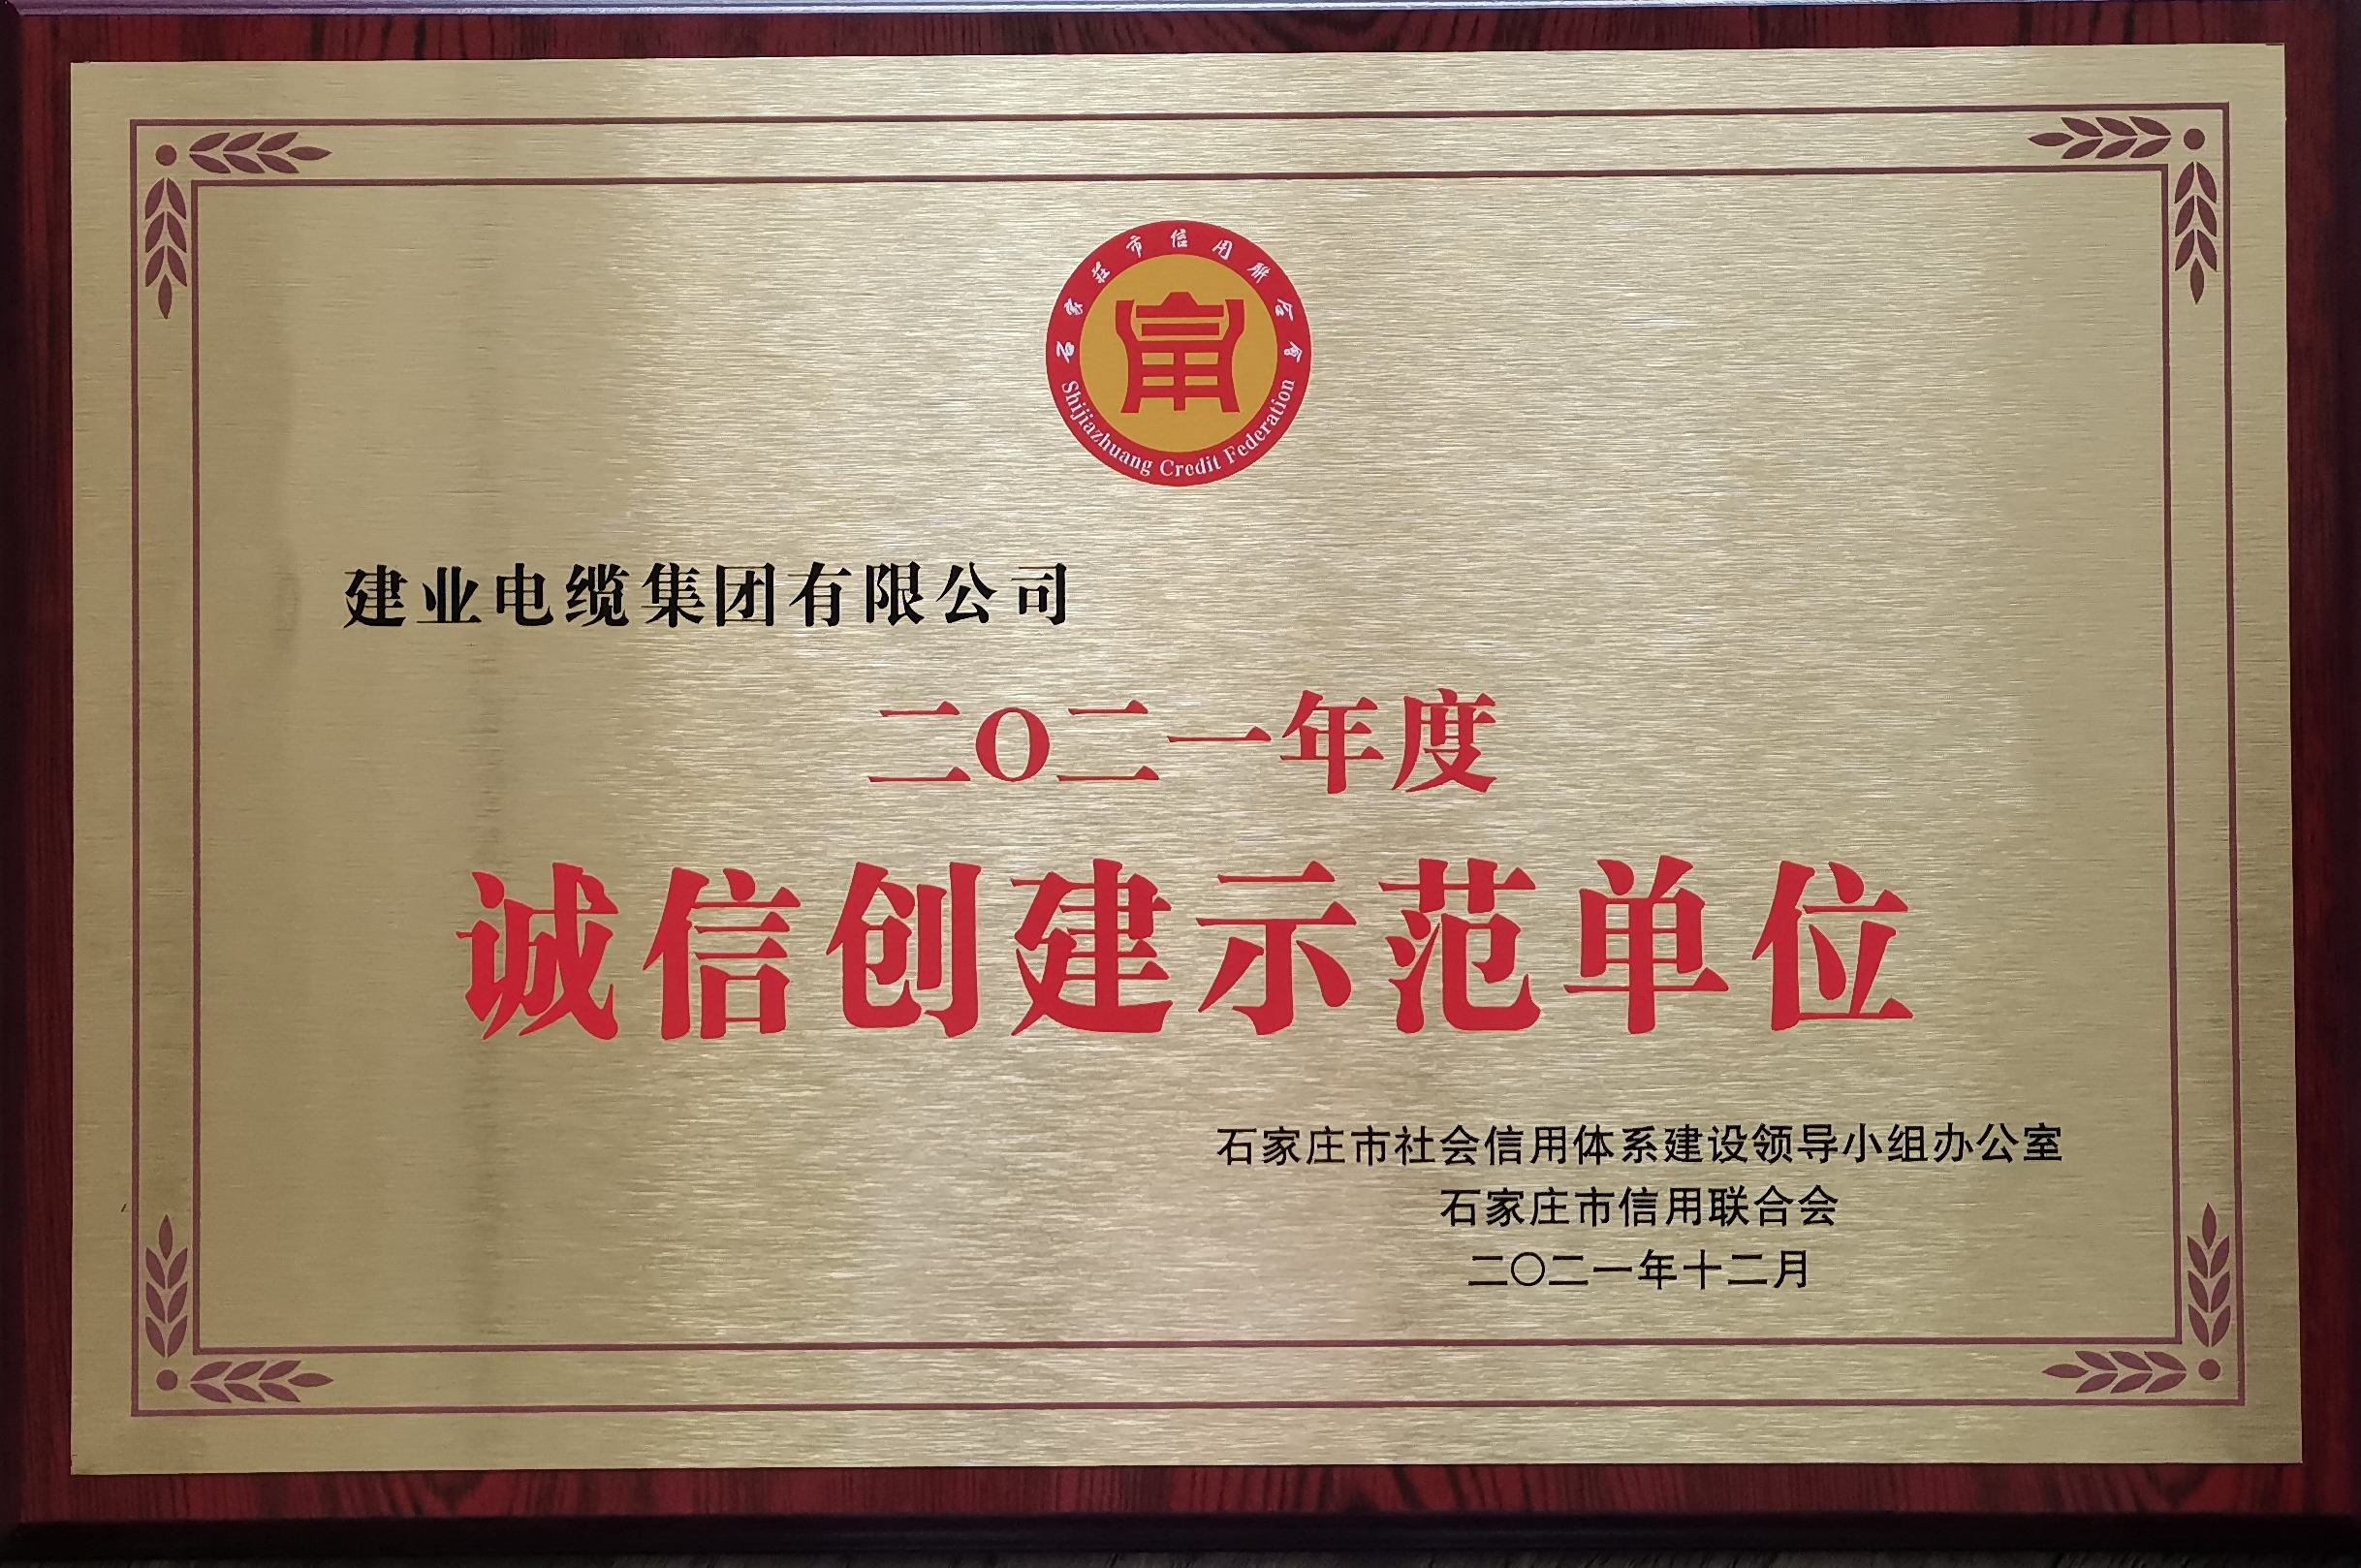 石家莊市信用联合会
Shijiazhuang Credit Federation
建业电缆集团有限公司
二O二一年度
诚信创建示范单位
石家庄市社会信用体系建设领导小组办公室
石家庄市信用联合会
二〇二一年十二月